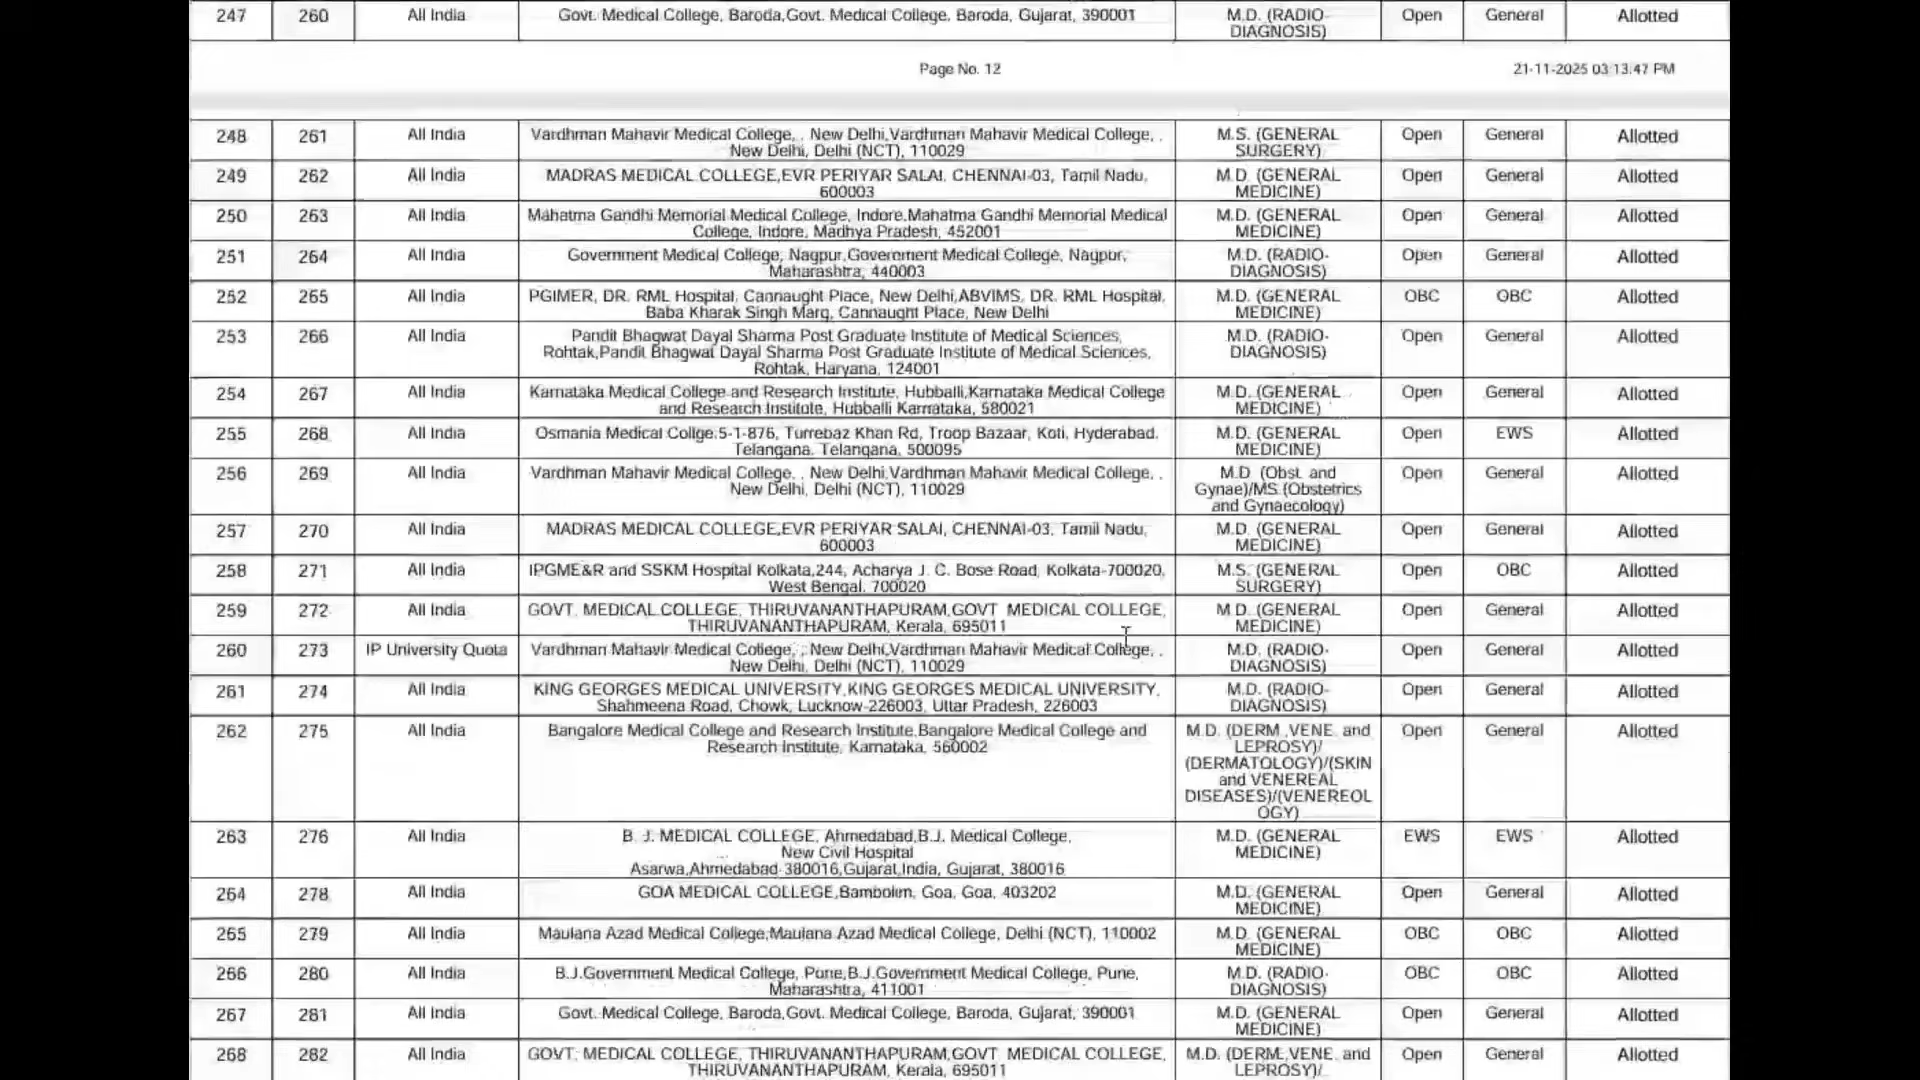 247 260 All India Govt. Medical College, Baroda,Govt. Medical College, Baroda, Gujarat, 390001 M.D. (RADIO- Open General Allotted
DIAGNOSIS)
Page No. 12 21-11-2025 03:13:47 PM
248 261 All India Vardhman Mahavir Medical College, , New Delhi,Vardhman Mahavir Medical College, , M.S. (GENERAL Open General Allotted
New Delhi, Delhi (NCT), 110029 SURGERY)
249 262 All India MADRAS MEDICAL COLLEGE,EVR PERIYAR SALAI, CHENNAI-03, Tamil Nadu, M.D. (GENERAL Open General Allotted
600003 MEDICINE)
250 263 All India Mahatma Gandhi Memorial Medical College, Indore,Mahatma Gandhi Memorial Medical M.D. (GENERAL Open General Allotted
College, Indore, Madhya Pradesh, 452001 MEDICINE)
251 264 All India Government Medical College, Nagpur,Government Medical College, Nagpur, M.D. (RADIO- Open General Allotted
Maharashtra, 440003 DIAGNOSIS)
252 265 All India PGIMER, DR. RML Hospital, Cannaught Place, New Delhi,ABVIMS, DR. RML Hospital, M.D. (GENERAL OBC OBC Allotted
Baba Kharak Singh Marg, Cannaught Place, New Delhi MEDICINE)
253 266 All India Pandit Bhagwat Dayal Sharma Post Graduate Institute of Medical Sciences, M.D. (RADIO- Open General Allotted
Rohtak,Pandit Bhagwat Dayal Sharma Post Graduate Institute of Medical Sciences, DIAGNOSIS)
Rohtak, Haryana, 124001
254 267 All India Karnataka Medical College and Research Institute, Hubballi,Karnataka Medical College M.D. (GENERAL Open General Allotted
and Research Institute, Hubballi Karnataka, 580021 MEDICINE)
255 268 All India Osmania Medical Collge,5-1-876, Turrebaz Khan Rd, Troop Bazaar, Koti, Hyderabad, M.D. (GENERAL Open EWS Allotted
Telangana, Telangana, 500095 MEDICINE)
256 269 All India Vardhman Mahavir Medical College, , New Delhi,Vardhman Mahavir Medical College, , M.D. (Obst. and Open General Allotted
New Delhi, Delhi (NCT), 110029 Gynae)/MS (Obstetrics
and Gynaecology)
257 270 All India MADRAS MEDICAL COLLEGE,EVR PERIYAR SALAI, CHENNAI-03, Tamil Nadu, M.D. (GENERAL Open General Allotted
600003 MEDICINE)
258 271 All India IPGME&R and SSKM Hospital Kolkata,244, Acharya J. C. Bose Road, Kolkata-700020, M.S. (GENERAL Open OBC Allotted
West Bengal, 700020 SURGERY)
259 272 All India GOVT. MEDICAL COLLEGE, THIRUVANANTHAPURAM,GOVT MEDICAL COLLEGE, M.D. (GENERAL Open General Allotted
THIRUVANANTHAPURAM, Kerala, 695011 MEDICINE)
260 273 IP University Quota Vardhman Mahavir Medical College, , New Delhi,Vardhman Mahavir Medical College, , M.D. (RADIO- Open General Allotted
New Delhi, Delhi (NCT), 110029 DIAGNOSIS)
261 274 All India KING GEORGES MEDICAL UNIVERSITY,KING GEORGES MEDICAL UNIVERSITY, M.D. (RADIO- Open General Allotted
Shahmeena Road, Chowk, Lucknow-226003, Uttar Pradesh, 226003 DIAGNOSIS)
262 275 All India Bangalore Medical College and Research Institute,Bangalore Medical College and M.D. (DERM.,VENE. and Open General Allotted
Research Institute, Karnataka, 560002 LEPROSY)/
(DERMATOLOGY)/(SKIN
and VENEREAL
DISEASES)/(VENEREOL
OGY)
263 276 All India B. J. MEDICAL COLLEGE, Ahmedabad,B.J. Medical College, M.D. (GENERAL EWS EWS Allotted
New Civil Hospital MEDICINE)
Asarwa,Ahmedabad-380016,Gujarat,India, Gujarat, 380016
264 278 All India GOA MEDICAL COLLEGE,Bambolim, Goa, Goa, 403202 M.D. (GENERAL Open General Allotted
MEDICINE)
265 279 All India Maulana Azad Medical College,Maulana Azad Medical College, Delhi (NCT), 110002 M.D. (GENERAL OBC OBC Allotted
MEDICINE)
266 280 All India B.J.Government Medical College, Pune,B.J.Government Medical College, Pune, M.D. (RADIO- OBC OBC Allotted
Maharashtra, 411001 DIAGNOSIS)
267 281 All India Govt. Medical College, Baroda,Govt. Medical College, Baroda, Gujarat, 390001 M.D. (GENERAL Open General Allotted
MEDICINE)
268 282 All India GOVT. MEDICAL COLLEGE, THIRUVANANTHAPURAM,GOVT MEDICAL COLLEGE, M.D. (DERM.,VENE. and Open General Allotted
THIRUVANANTHAPURAM, Kerala, 695011 LEPROSY)/